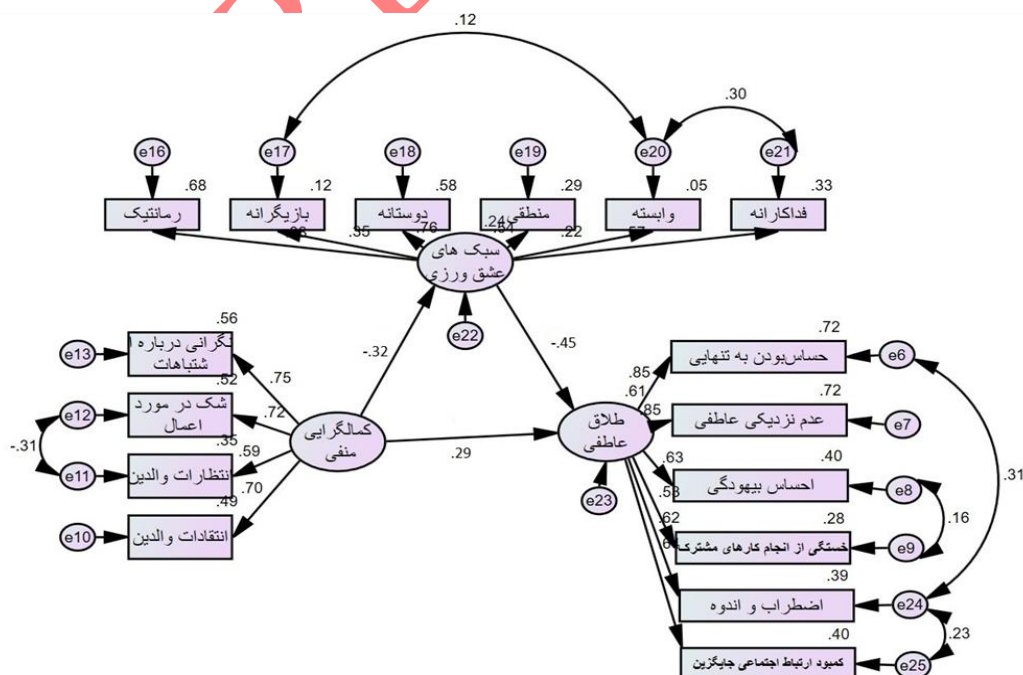 .12
.30
e16
e17
e18
e19
e20
e21
.68
.12
.58
.29
.05
.33
رمانتیک
بازیگرانه
دوستانه
منطقی
وابسته
فداکارانه
.35
.76
.24
.22
سبک های
عشق ورزی
e22
-.32
-.45
.56
e13
نگرانی درباره ا
شتباهات
.75
.52
e12
شک در مورد
اعمال
.72
-.31
.35
e11
انتظارات والدین
.59
.49
e10
انتقادات والدین
.70
کمالگرایی
منفی
.29
.61
طلاق
عاطفی
e23
.72
.85
حساس‌بودن به تنهایی
e6
.72
.85
عدم نزدیکی عاطفی
e7
.63
.40
احساس بیهودگی
e8
.31
.16
.28
خستگی از انجام کارهای مشترک
e9
.62
.39
اضطراب و اندوه
e24
.23
.40
کمبود ارتباط اجتماعی جایگزین
e25